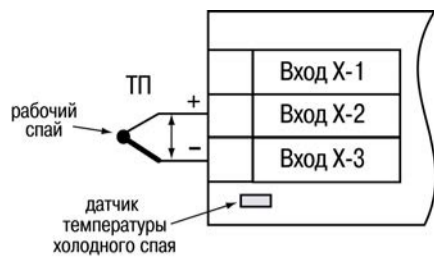 ТП
рабочий
спай
+
–
Вход Х-1
Вход Х-2
Вход Х-3
датчик
температуры
холодного спая